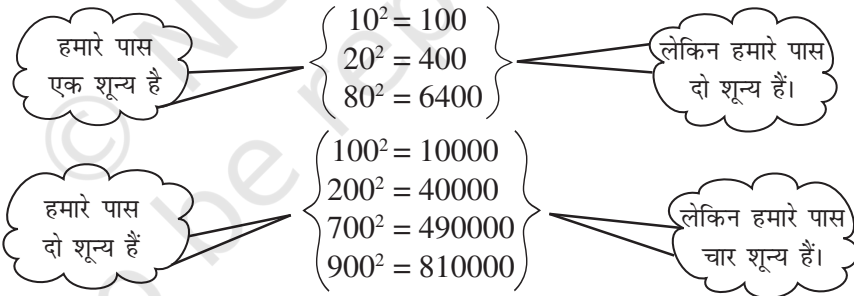 हमारे पास
एक शून्य है
10² = 100
20² = 400
80² = 6400
लेकिन हमारे पास
दो शून्य हैं।
हमारे पास
दो शून्य हैं
100² = 10000
200² = 40000
700² = 490000
900² = 810000
लेकिन हमारे पास
चार शून्य हैं।